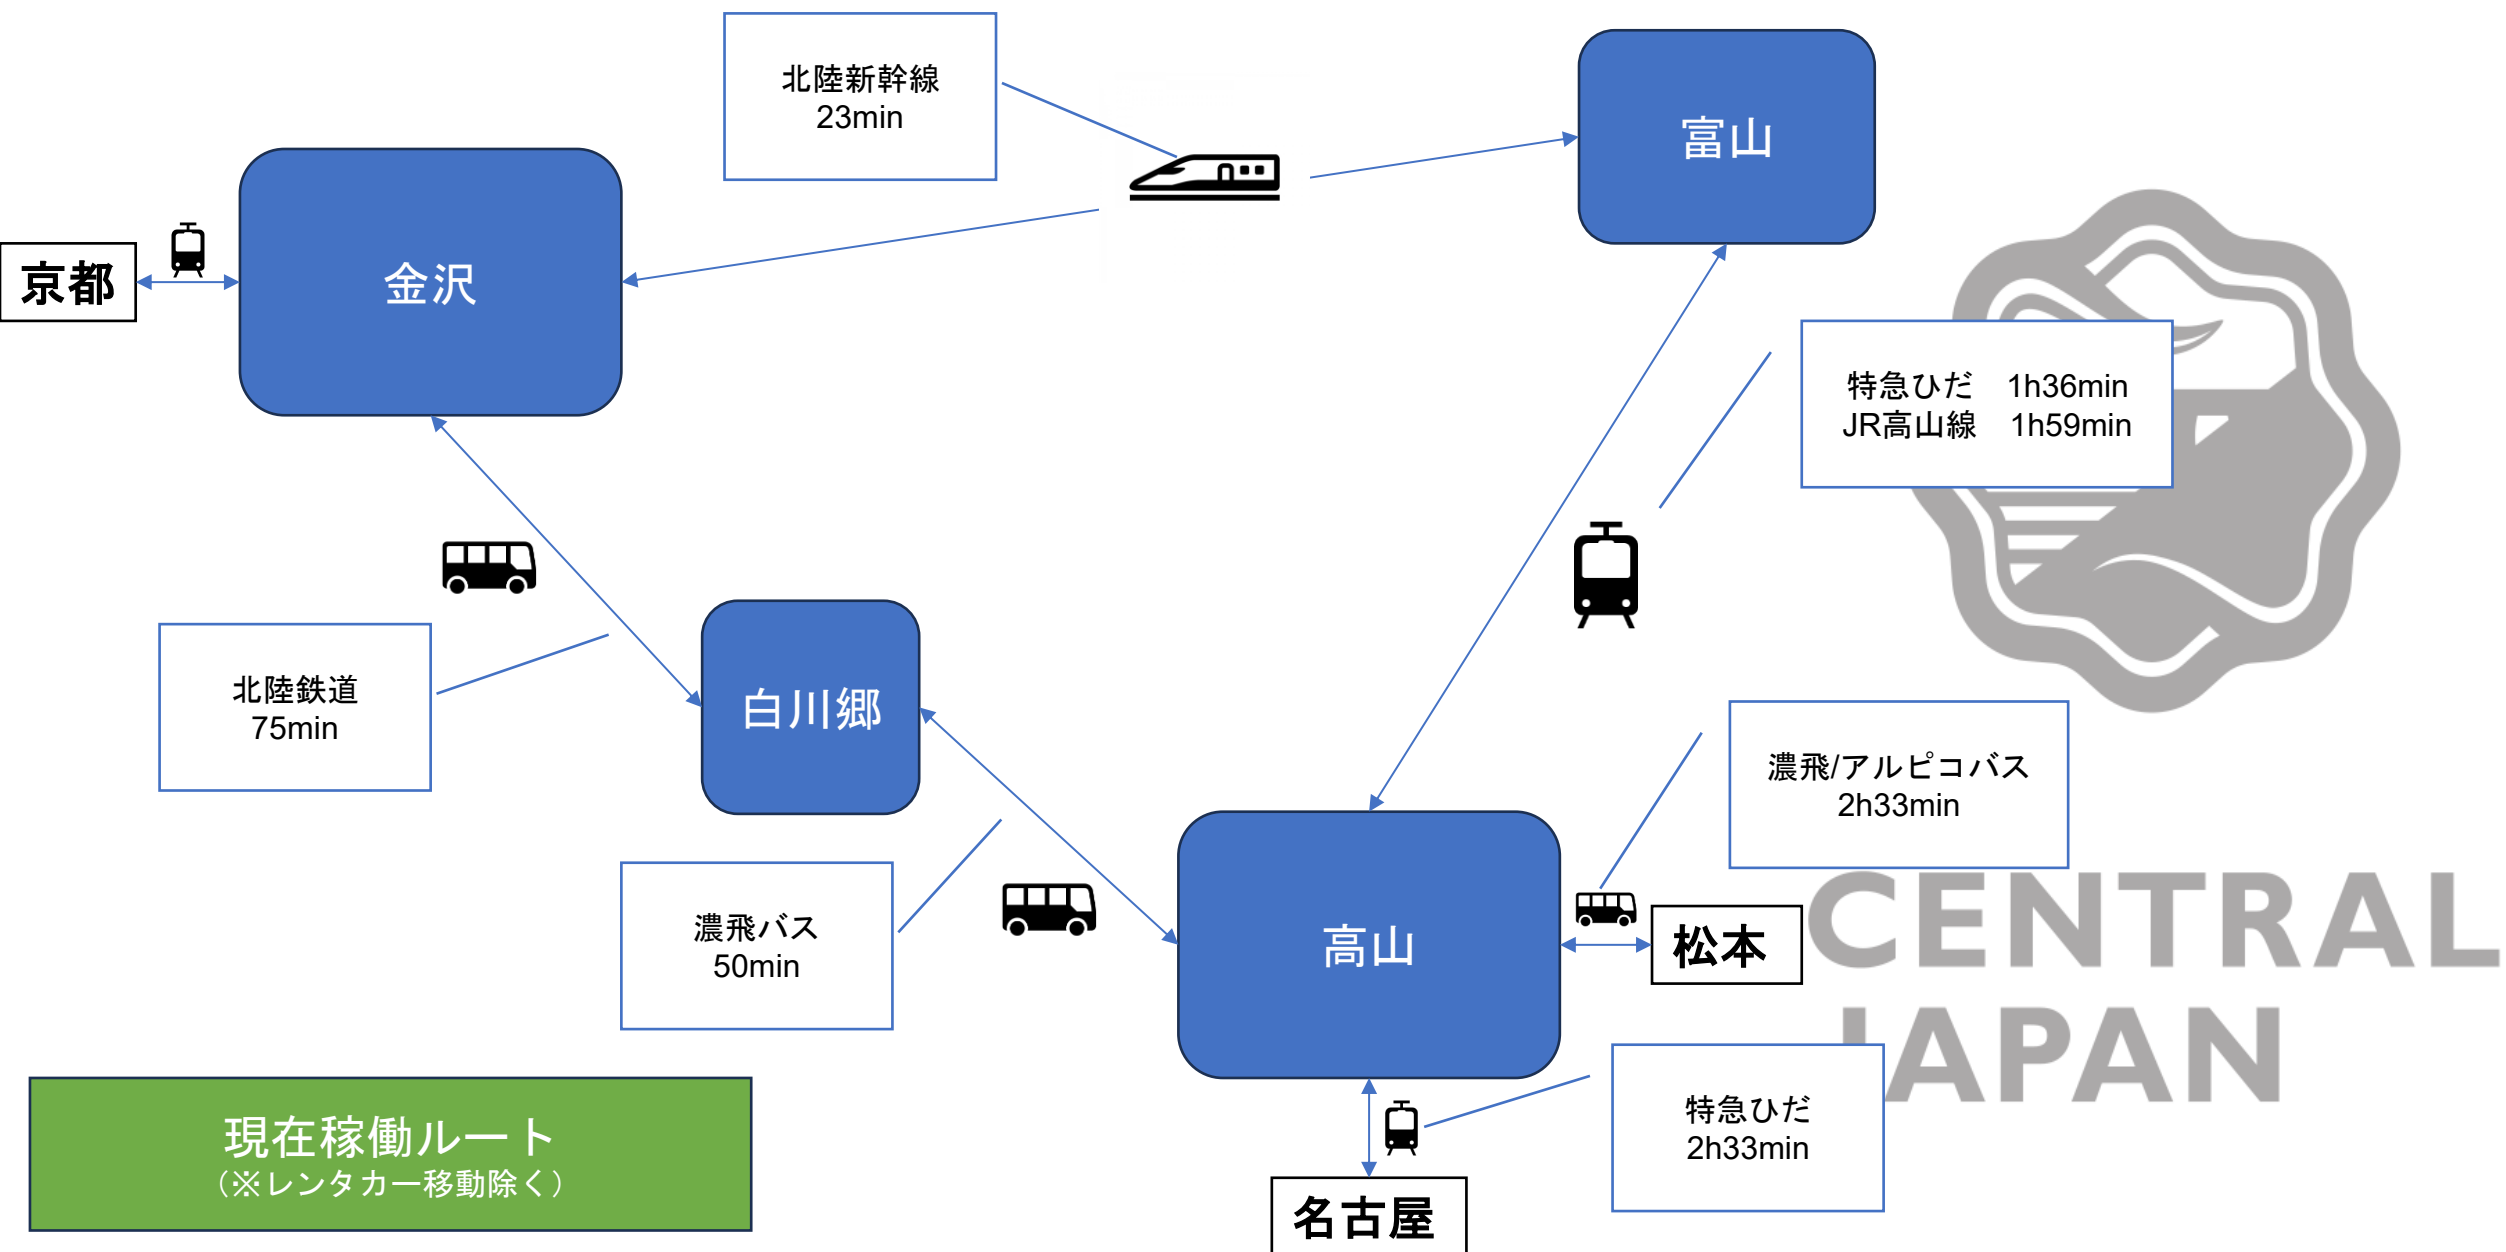 北陸新幹線
23min
富山
京都
金沢
特急ひだ　1h36min
JR高山線　1h59min
北陸鉄道
75min
白川郷
濃飛/アルピコバス
2h33min
濃飛バス
50min
高山
松本
CENTRAL
JAPAN
特急ひだ
2h33min
現在稼働ルート
（※レンタカー移動除く）
名古屋